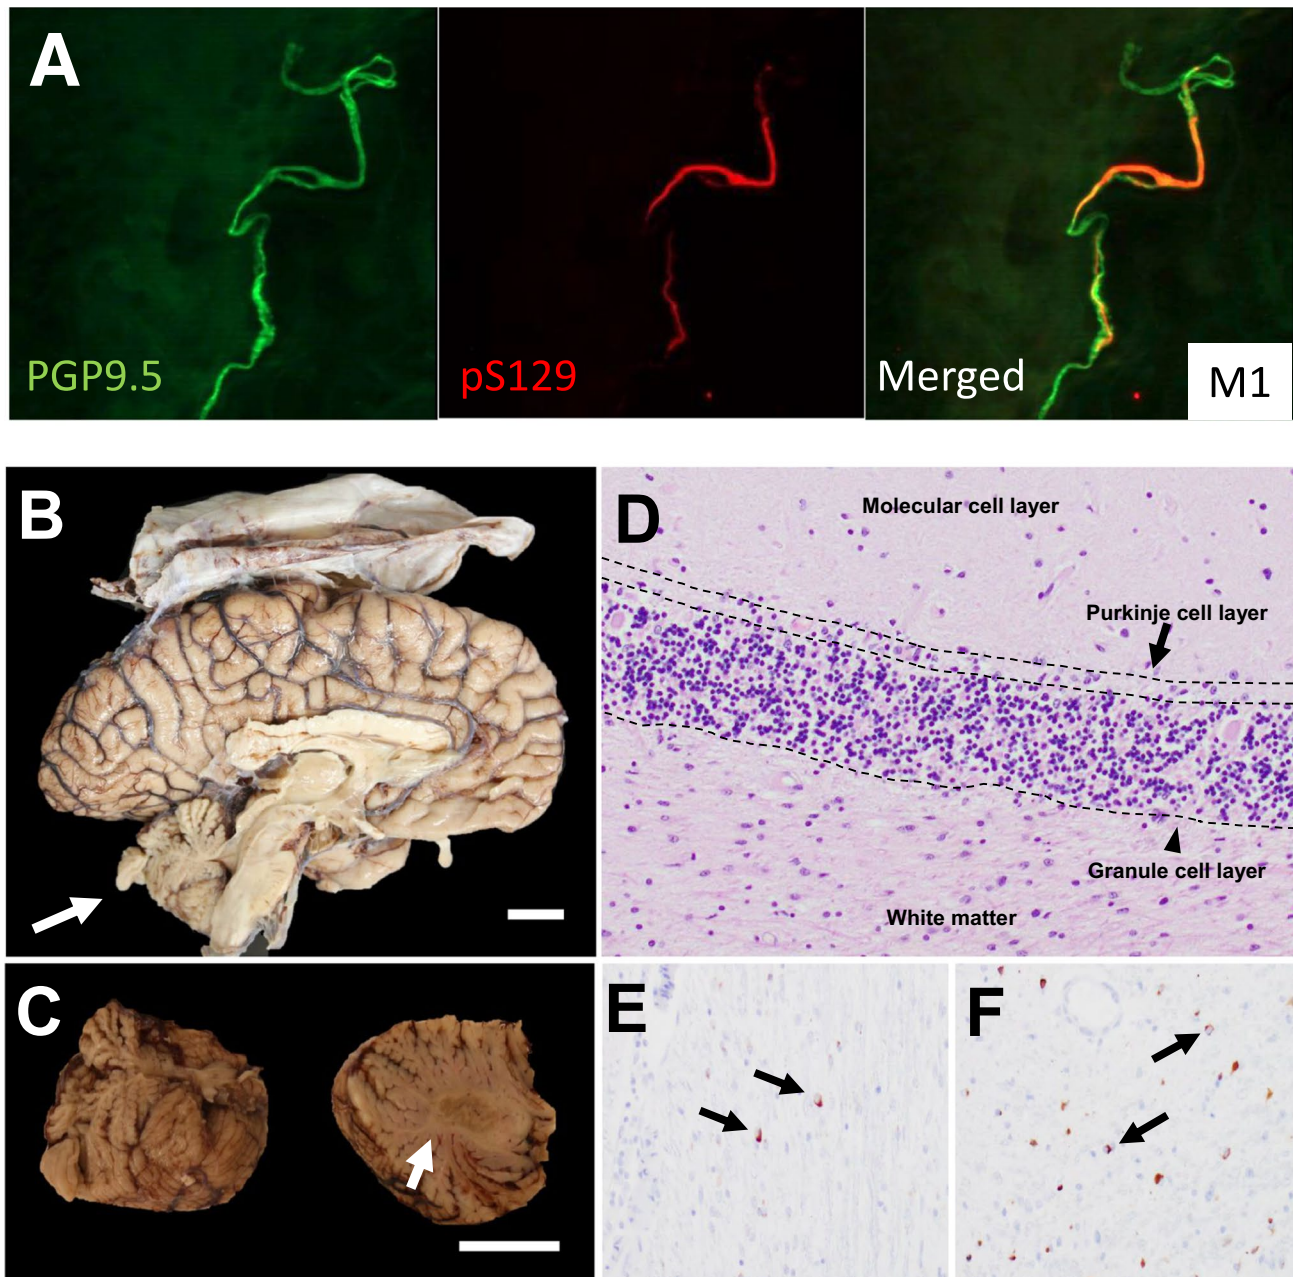 A
PGP9.5
pS129
Merged
M1
B
D
Molecular cell layer
Purkinje cell layer
Granule cell layer
White matter
C
E
F